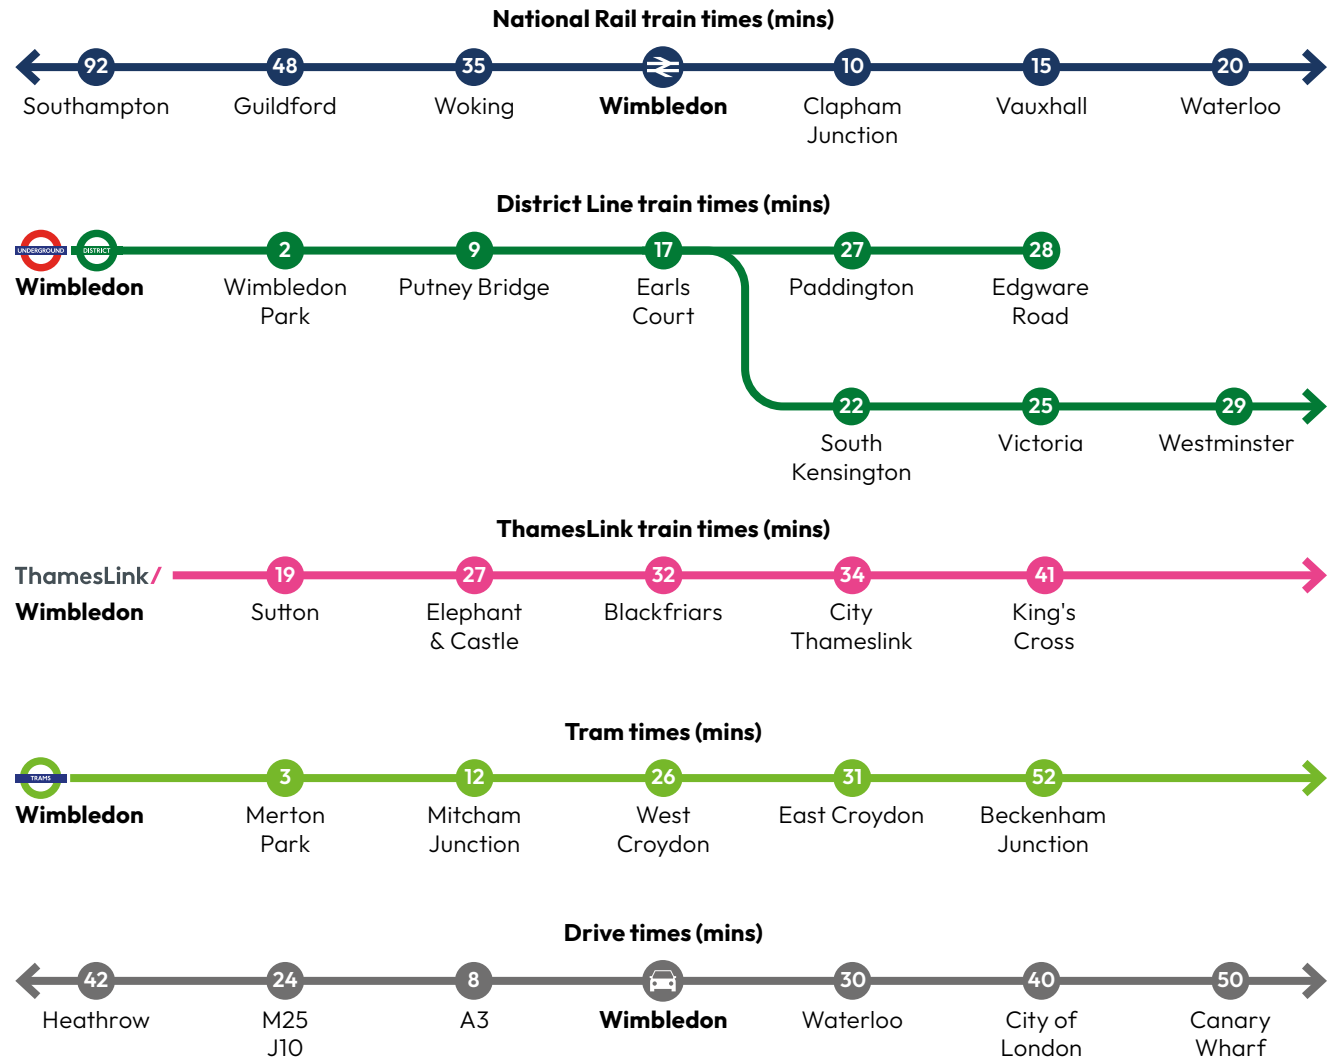 National Rail train times (mins)
92 48 35 10 15 20
Southampton Guildford Woking Wimbledon Clapham Vauxhall Waterloo
Junction
District Line train times (mins)
UNDERGROUND DISTRICT 2 9 17 27 28
Wimbledon Wimbledon Putney Bridge Earls Paddington Edgware
Park Court Road
22 25 29
South Victoria Westminster
Kensington
ThamesLink train times (mins)
ThamesLink/ 19 27 32 34 41
Wimbledon Sutton Elephant Blackfriars City King's
& Castle Thameslink Cross
Tram times (mins)
TRAMS 3 12 26 31 52
Wimbledon Merton Mitcham West East Croydon Beckenham
Park Junction Croydon Junction
Drive times (mins)
42 24 8 30 40 50
Heathrow M25 A3 Wimbledon Waterloo City of Canary
J10 London Wharf